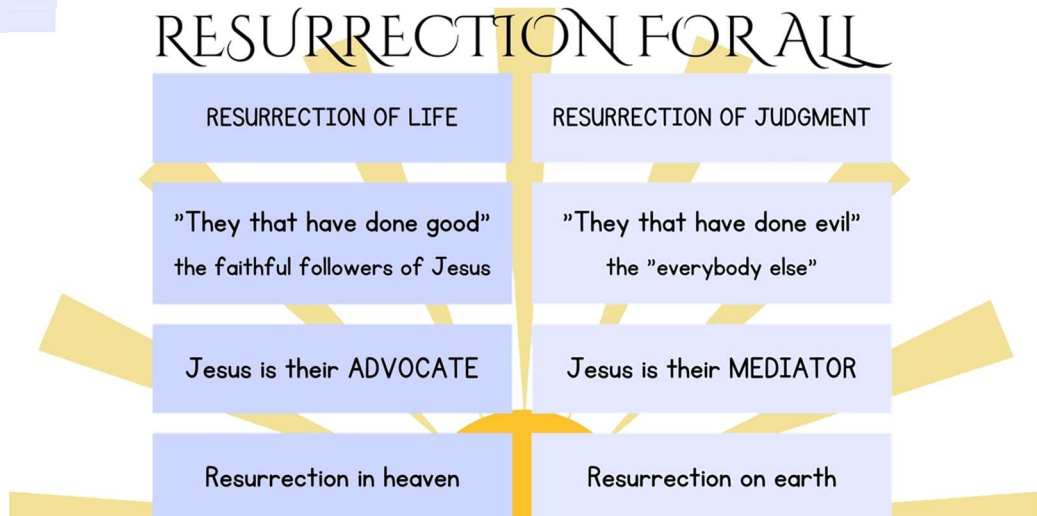 RESURRECTION FOR ALL
RESURRECTION OF LIFE
RESURRECTION OF JUDGMENT
"They that have done good"
the faithful followers of Jesus
"They that have done evil"
the "everybody else"
Jesus is their ADVOCATE
Jesus is their MEDIATOR
Resurrection in heaven
Resurrection on earth